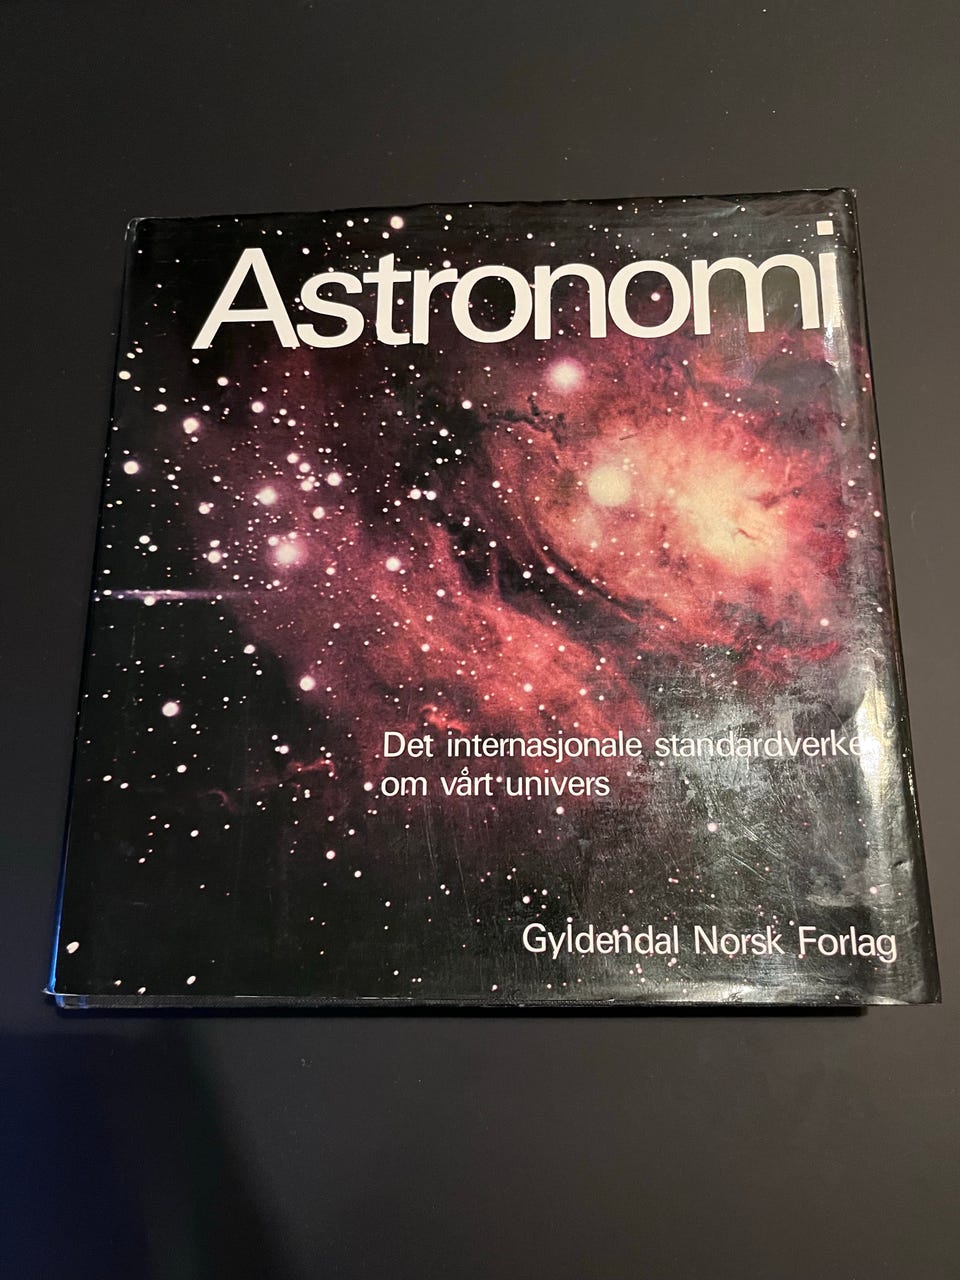 Astronomi
Det internasjonale standardverket
om vårt univers
Gyldendal Norsk Forlag